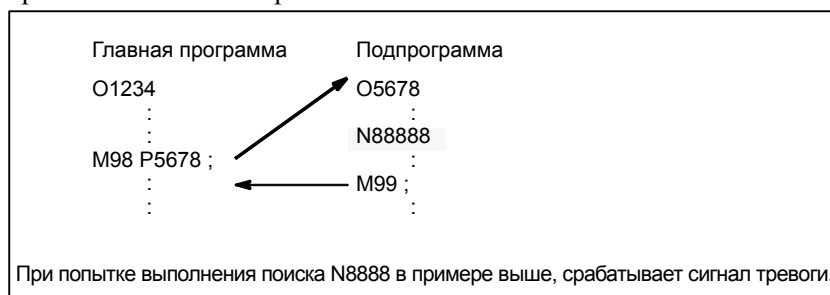 Главная программа Подпрограмма
O1234 O5678
: :
: N88888
M98 P5678 ; :
: M99 ;
: :
При попытке выполнения поиска N8888 в примере выше, срабатывает сигнал тревоги.